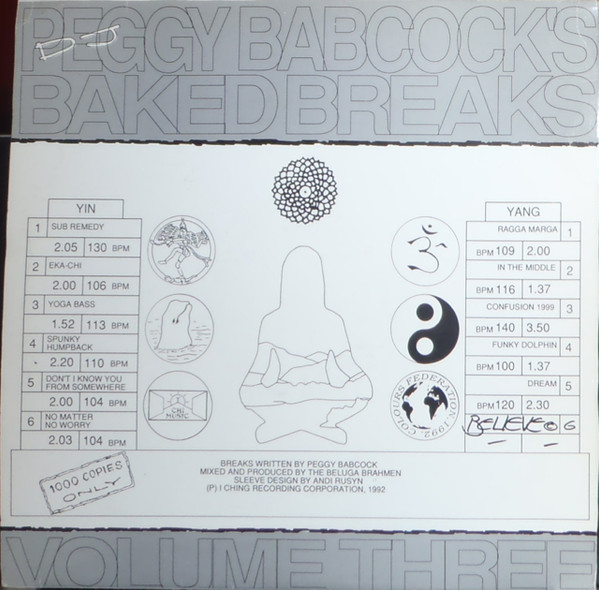 DJ
PEGGY BABCOCK'S
BAKED BREAKS
YIN
1 SUB REMEDY
2.05 130 BPM
2 EKA-CHI
2.00 106 BPM
3 YOGA BASS
1.52 113 BPM
4 SPUNKY
HUMPBACK
2.20 110 BPM
5 DON'T I KNOW YOU
FROM SOMEWHERE
2.00 104 BPM
6 NO MATTER
NO WORRY
2.03 104 BPM
I CHING
MUSIC
ॐ
COLOURS FEDERATION 1992
YANG
RAGGA MARGA 1
BPM 109 2.00
IN THE MIDDLE 2
BPM 116 1.37
CONFUSION 1999 3
BPM 140 3.50
FUNKY DOLPHIN 4
BPM 100 1.37
DREAM 5
BPM 120 2.30
BELIEVE 6
1000 COPIES
ONLY
BREAKS WRITTEN BY PEGGY BABCOCK
MIXED AND PRODUCED BY THE BELUGA BRAHMEN
SLEEVE DESIGN BY ANDI RUSYN
(P) I CHING RECORDING CORPORATION, 1992
VOLUME THREE